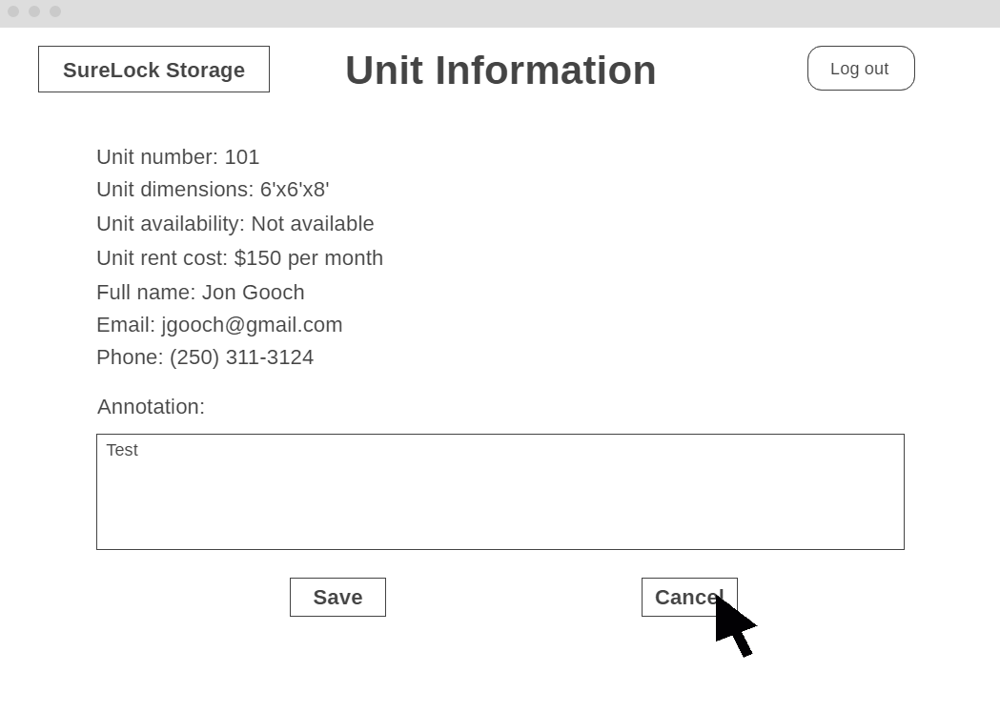 SureLock Storage
Unit Information
Log out
Unit number: 101
Unit dimensions: 6'x6'x8'
Unit availability: Not available
Unit rent cost: $150 per month
Full name: Jon Gooch
Email: jgooch@gmail.com
Phone: (250) 311-3124
Annotation:
Test
Save
Cancel